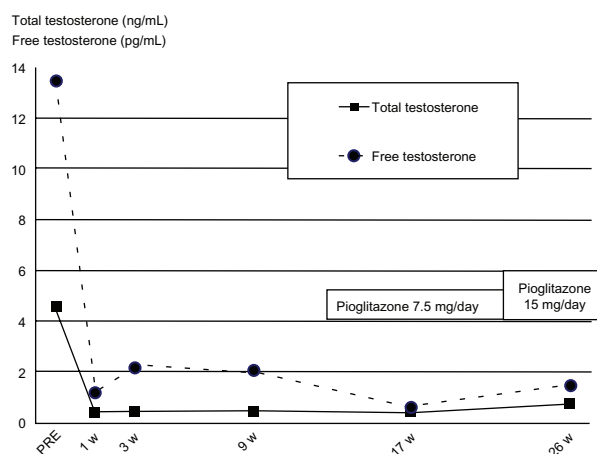 Total testosterone (ng/mL)
Free testosterone (pg/mL)
14
12
10
8
6
4
2
0
Total testosterone
Free testosterone
Pioglitazone 7.5 mg/day
Pioglitazone
15 mg/day
PRE
1 w
3 w
9 w
17 w
26 w